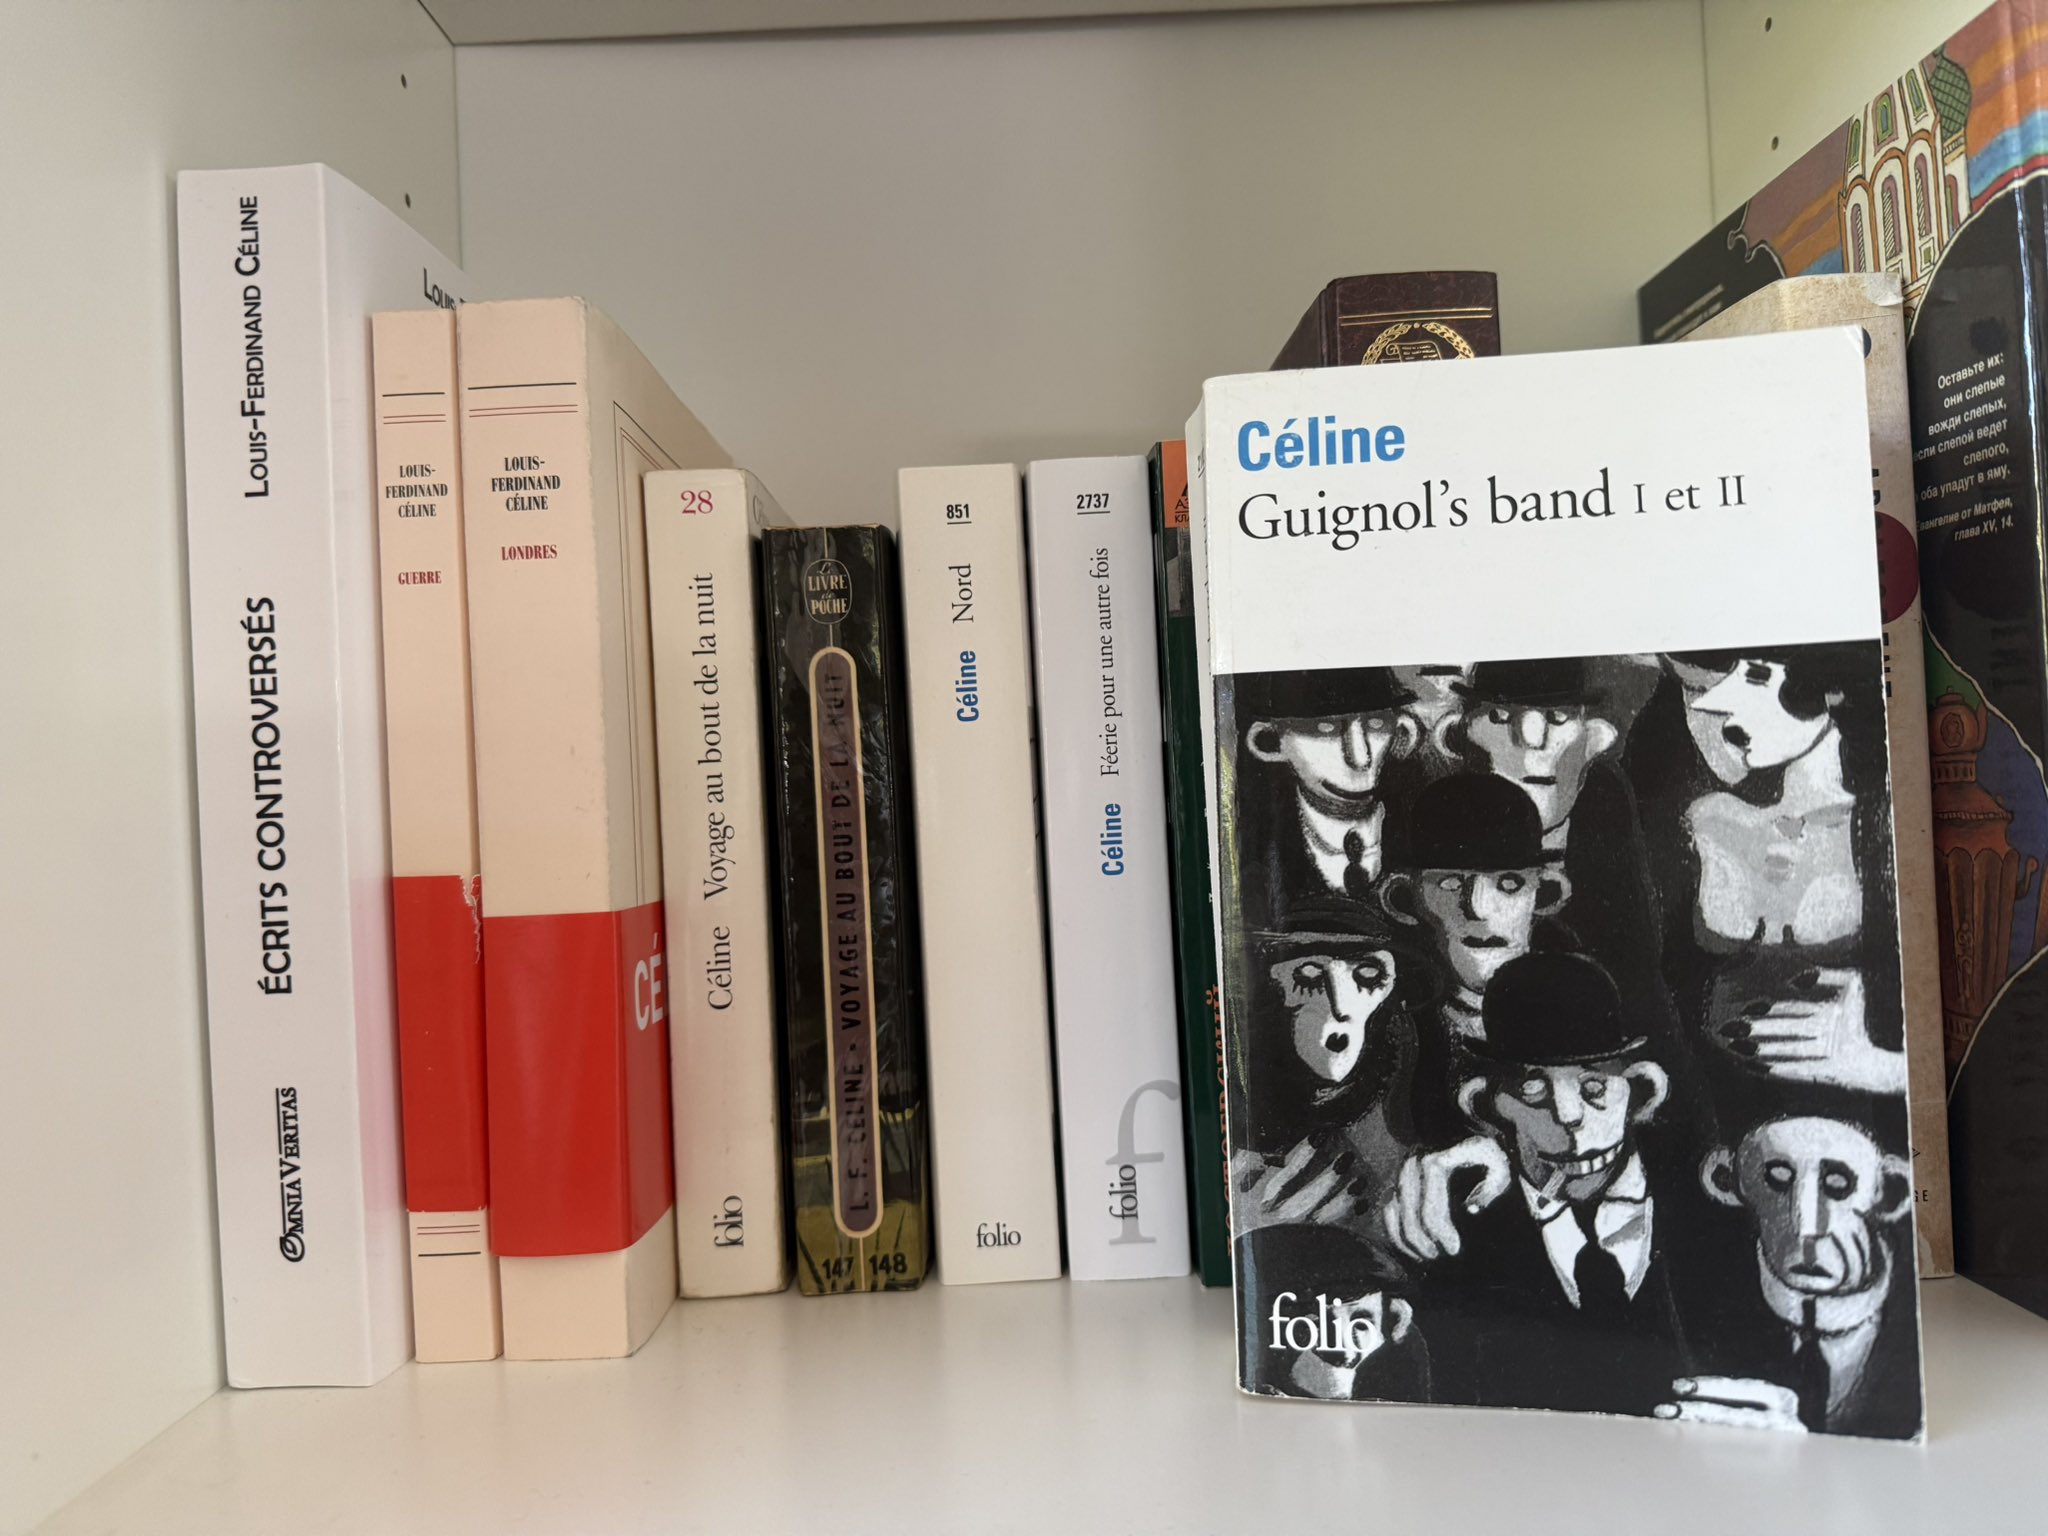 LOUIS-FERDINAND CÉLINE
ÉCRITS CONTROVERSÉS
OMNIA VERITAS
LOUIS-
FERDINAND
CÉLINE
GUERRE
LOUIS-
FERDINAND
CÉLINE
LONDRES
CÉ
28
Céline Voyage au bout de la nuit
folio
LE
LIVRE
de
POCHE
L. F. CÉLINE • VOYAGE AU BOUT DE LA NUIT
147 148
851
Céline Nord
folio
2737
Céline Féerie pour une autre fois
folio
Céline
Guignol's band I et II
folio
Оставьте их:
они слепые
вожди слепых,
если слепой ведет
слепого,
оба упадут в яму.
Евангелие от Матфея,
глава XV, 14.